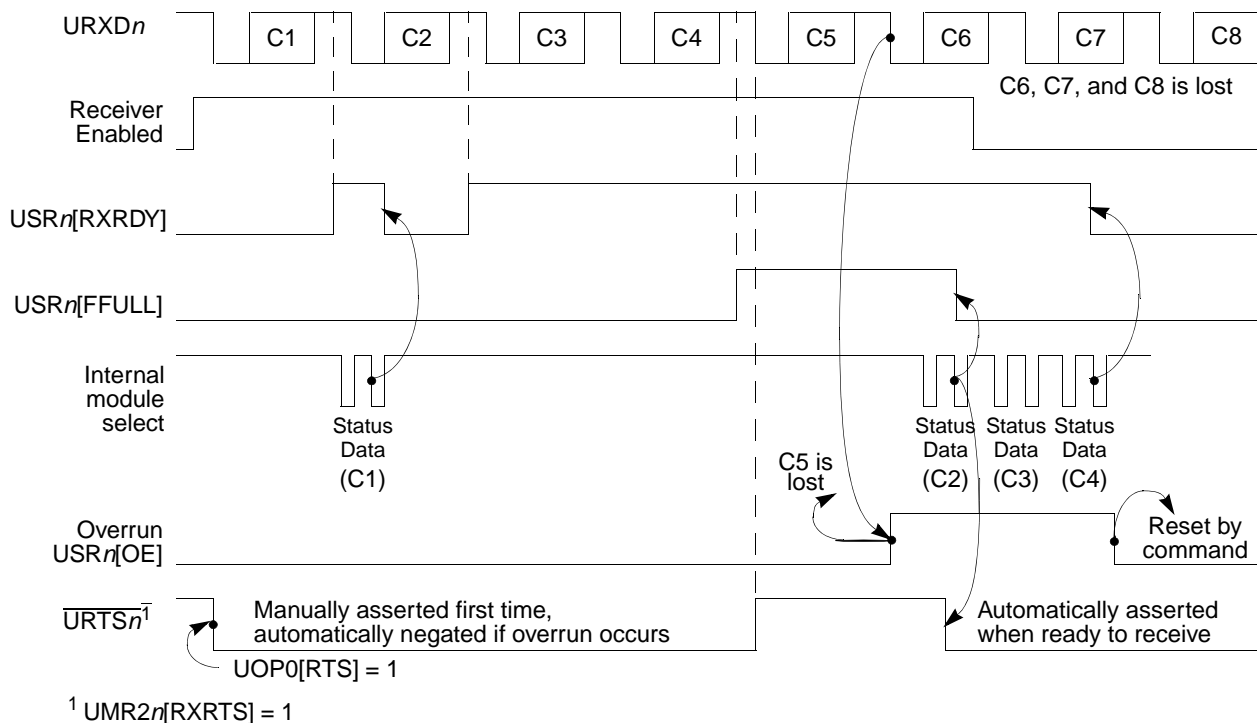 URXDn
C1
C2
C3
C4
C5
C6
C7
C8
C6, C7, and C8 is lost
Receiver
Enabled
USRn[RXRDY]
USRn[FFULL]
Internal
module
select
Status
Data
(C1)
Status
Data
(C2)
Status
Data
(C3)
Status
Data
(C4)
C5 is
lost
Overrun
USRn[OE]
Reset by
command
URTSn1
Manually asserted first time,
automatically negated if overrun occurs
Automatically asserted
when ready to receive
UOP0[RTS] = 1
1 UMR2n[RXRTS] = 1